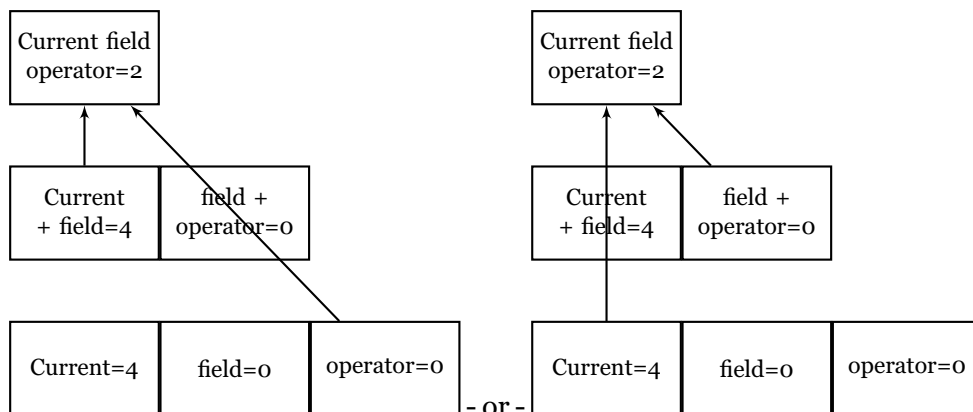 Current field
operator=2
Current
+ field=4
field +
operator=0
Current=4
field=0
operator=0
- or -
Current field
operator=2
Current
+ field=4
field +
operator=0
Current=4
field=0
operator=0